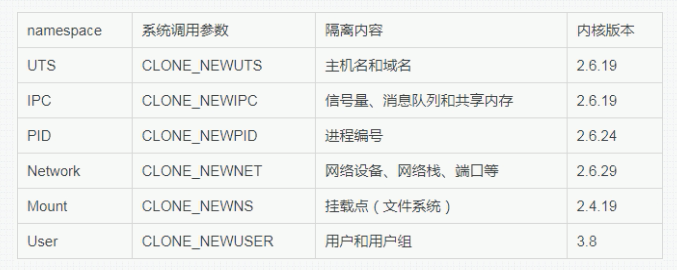 namespace 系统调用参数 隔离内容 内核版本
UTS CLONE_NEWUTS 主机名和域名 2.6.19
IPC CLONE_NEWIPC 信号量、消息队列和共享内存 2.6.19
PID CLONE_NEWPID 进程编号 2.6.24
Network CLONE_NEWNET 网络设备、网络栈、端口等 2.6.29
Mount CLONE_NEWNS 挂载点（文件系统） 2.4.19
User CLONE_NEWUSER 用户和用户组 3.8